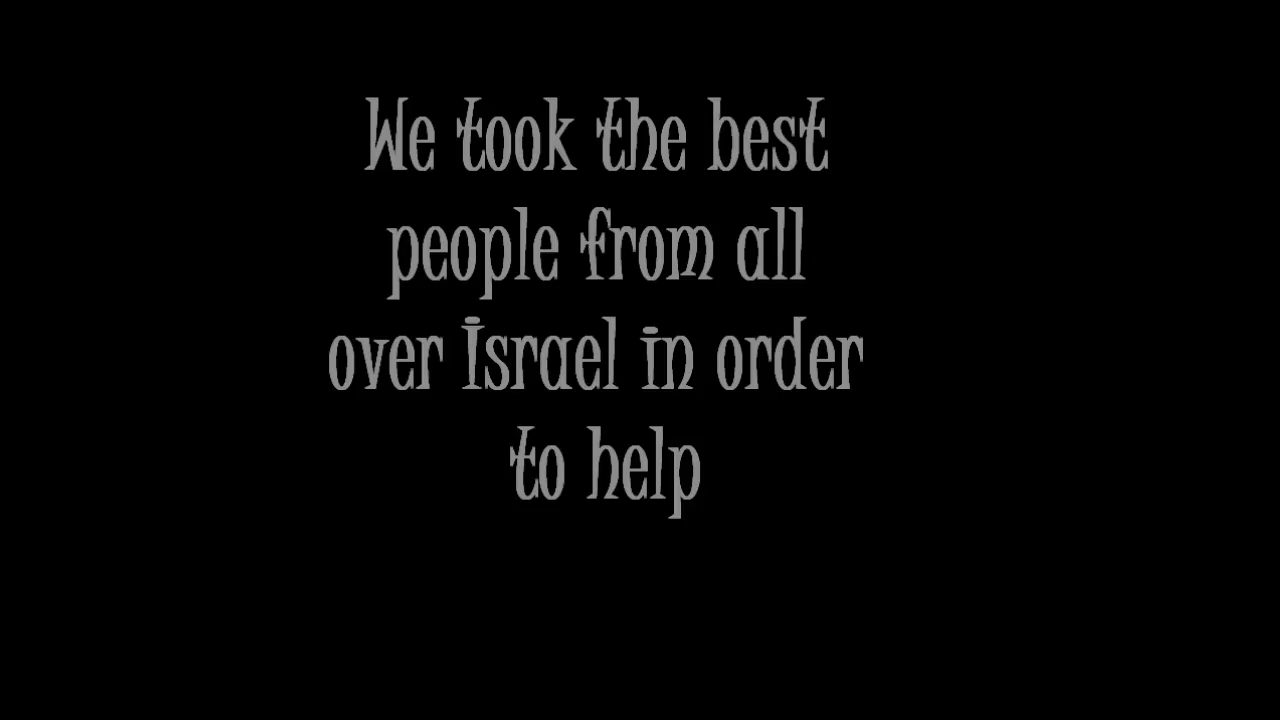 We took the best
people from all
over Israel in order
to help